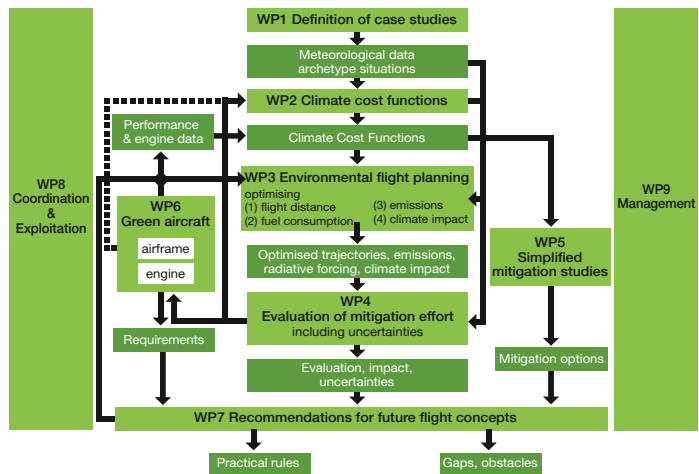 WP1 Definition of case studies
Meteorological data
archetype situations
WP2 Climate cost functions
Performance
& engine data
Climate Cost Functions
WP3 Environmental flight planning
optimising
(1) flight distance
(2) fuel consumption
(3) emissions
(4) climate impact
WP8
Coordination
&
Exploitation
WP9
Management
WP6
Green aircraft
airframe
engine
WP5
Simplified
mitigation studies
Optimised trajectories, emissions,
radiative forcing, climate impact
WP4
Evaluation of mitigation effort
including uncertainties
Requirements
Evaluation, impact,
uncertainties
Mitigation options
WP7 Recommendations for future flight concepts
Practical rules
Gaps, obstacles